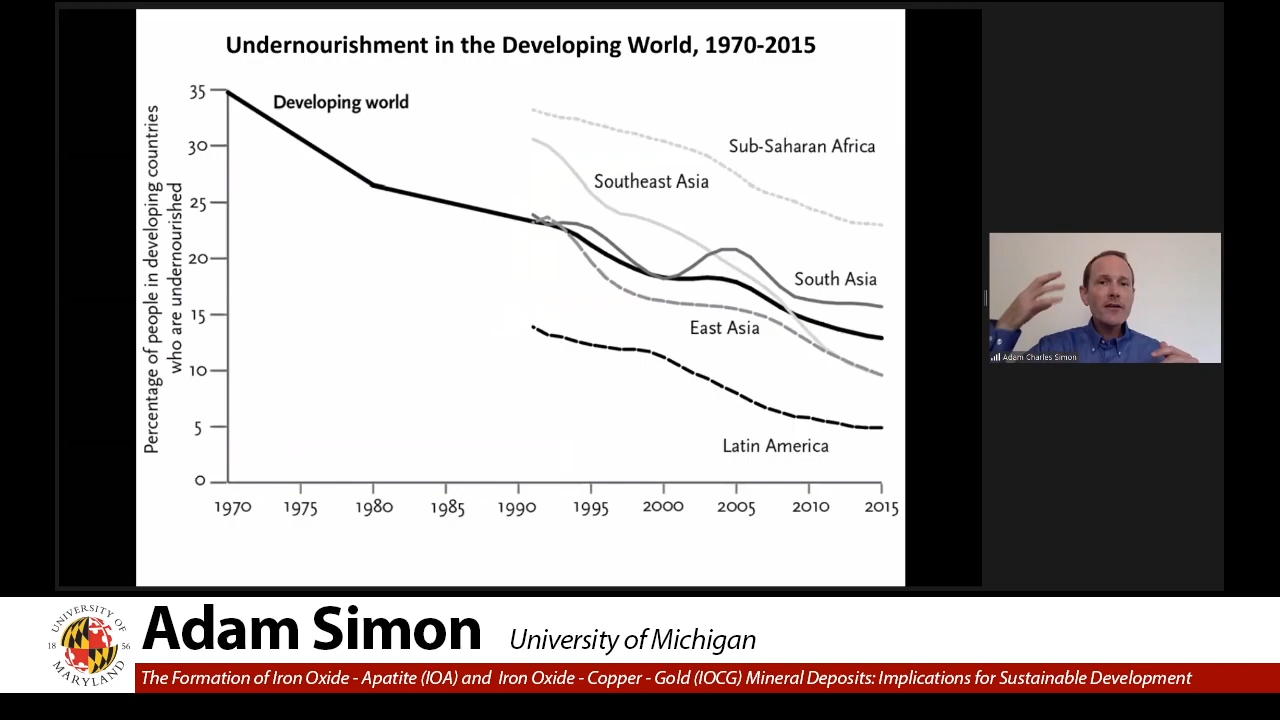 Undernourishment in the Developing World, 1970-2015
Percentage of people in developing countries
who are undernourished
35
30
25
20
15
10
5
0
Developing world
Sub-Saharan Africa
Southeast Asia
South Asia
East Asia
Latin America
1970 1975 1980 1985 1990 1995 2000 2005 2010 2015
Adam Charles Simon
UNIVERSITY OF
18 56
MARYLAND
Adam Simon University of Michigan
The Formation of Iron Oxide - Apatite (IOA) and Iron Oxide - Copper - Gold (IOCG) Mineral Deposits: Implications for Sustainable Development